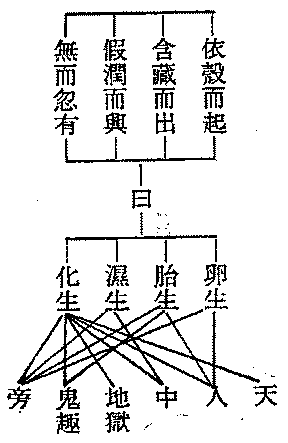 依殼而起
含藏而出
假潤而興
無而忽有
曰
卵生
胎生
濕生
化生
天
人
中
地獄
鬼趣
旁